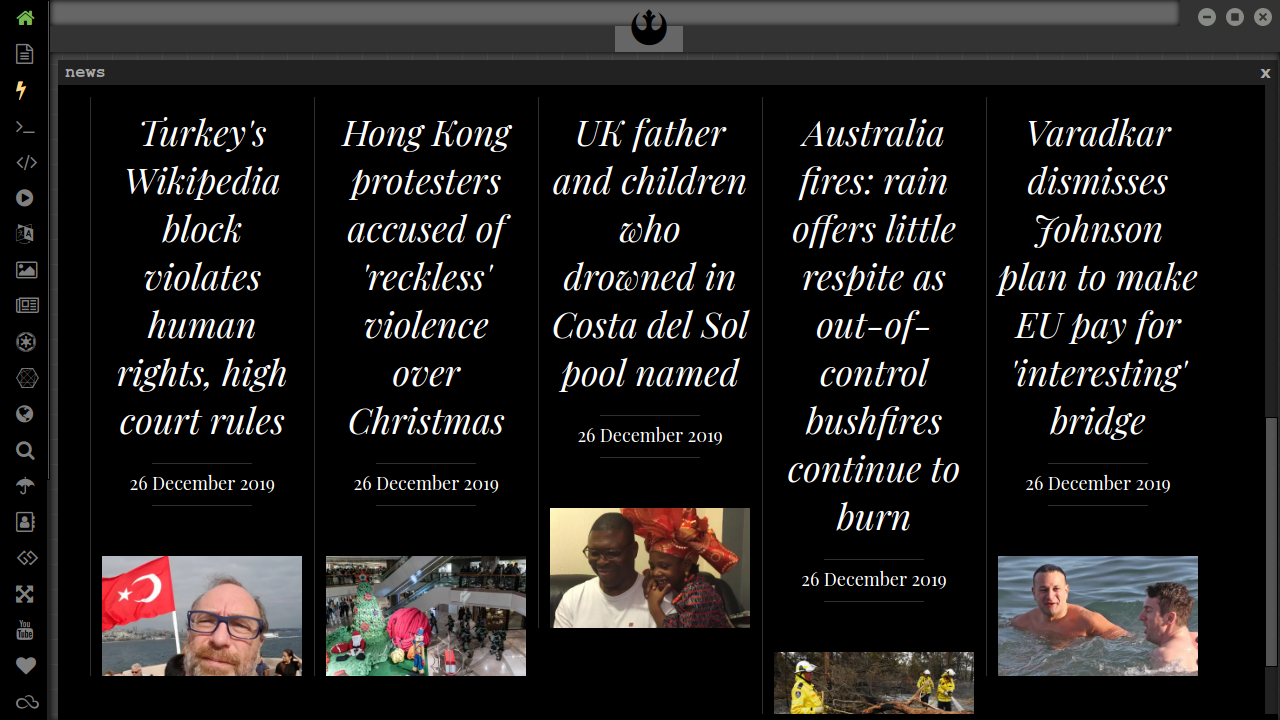 news
x
Turkey's
Wikipedia
block
violates
human
rights, high
court rules
26 December 2019
Hong Kong
protesters
accused of
'reckless'
violence
over
Christmas
26 December 2019
UK father
and children
who
drowned in
Costa del Sol
pool named
26 December 2019
Australia
fires: rain
offers little
respite as
out-of-
control
bushfires
continue to
burn
26 December 2019
Varadkar
dismisses
Johnson
plan to make
EU pay for
'interesting'
bridge
26 December 2019
You
Tube